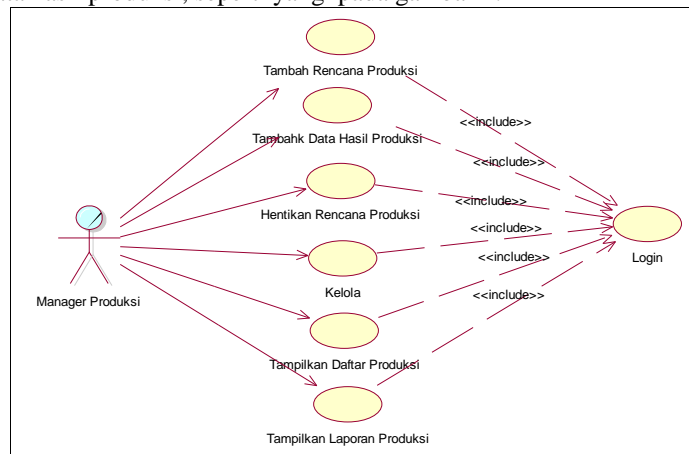 Tambah Rencana Produksi
<<include>>
Tambahk Data Hasil Produksi
<<include>>
<<include>>
Hentikan Rencana Produksi
<<include>>
Manager Produksi
Kelola
Login
<<include>>
<<include>>
Tampilkan Daftar Produksi
Tampilkan Laporan Produksi